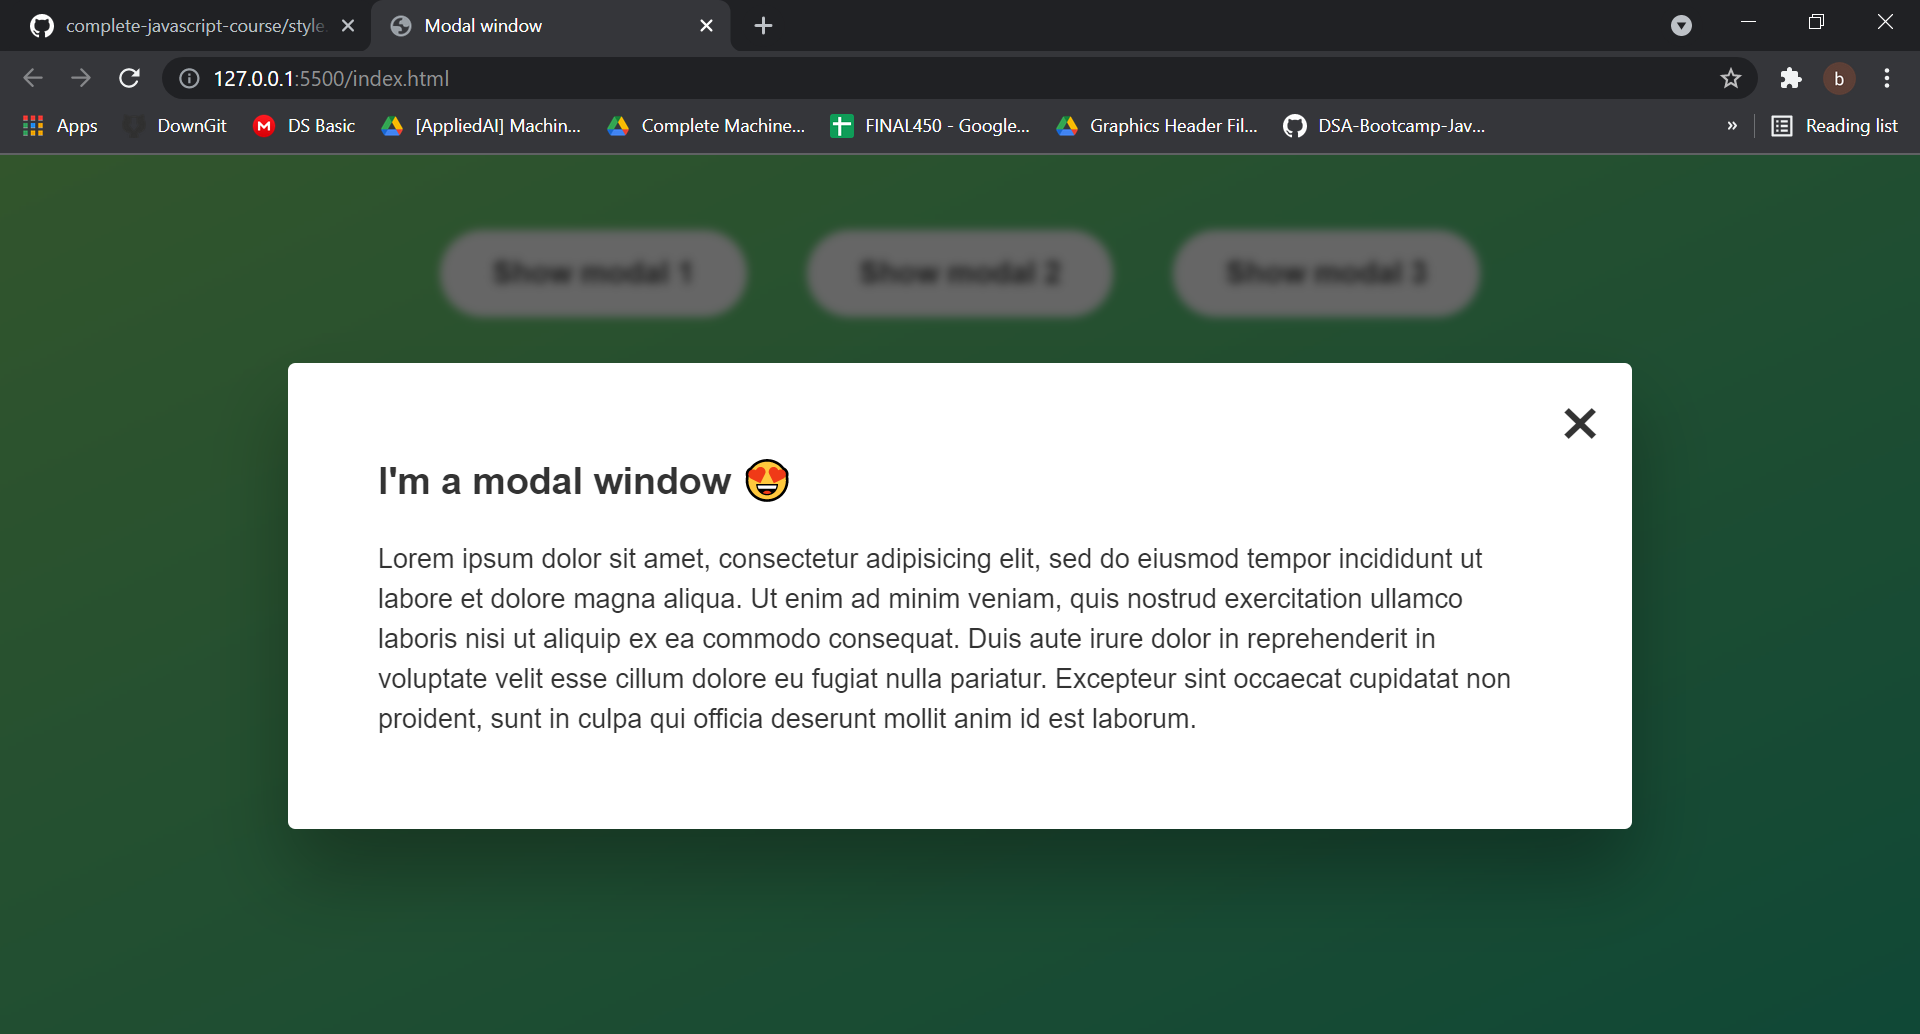 complete-javascript-course/style.
Modal window
127.0.0.1:5500/index.html
b
Apps
DownGit
M
DS Basic
[AppliedAI] Machin...
Complete Machine...
FINAL450 - Google...
Graphics Header Fil...
DSA-Bootcamp-Jav...
»
Reading list
Show modal 1
Show modal 2
Show modal 3
I'm a modal window 😍
Lorem ipsum dolor sit amet, consectetur adipisicing elit, sed do eiusmod tempor incididunt ut
labore et dolore magna aliqua. Ut enim ad minim veniam, quis nostrud exercitation ullamco
laboris nisi ut aliquip ex ea commodo consequat. Duis aute irure dolor in reprehenderit in
voluptate velit esse cillum dolore eu fugiat nulla pariatur. Excepteur sint occaecat cupidatat non
proident, sunt in culpa qui officia deserunt mollit anim id est laborum.